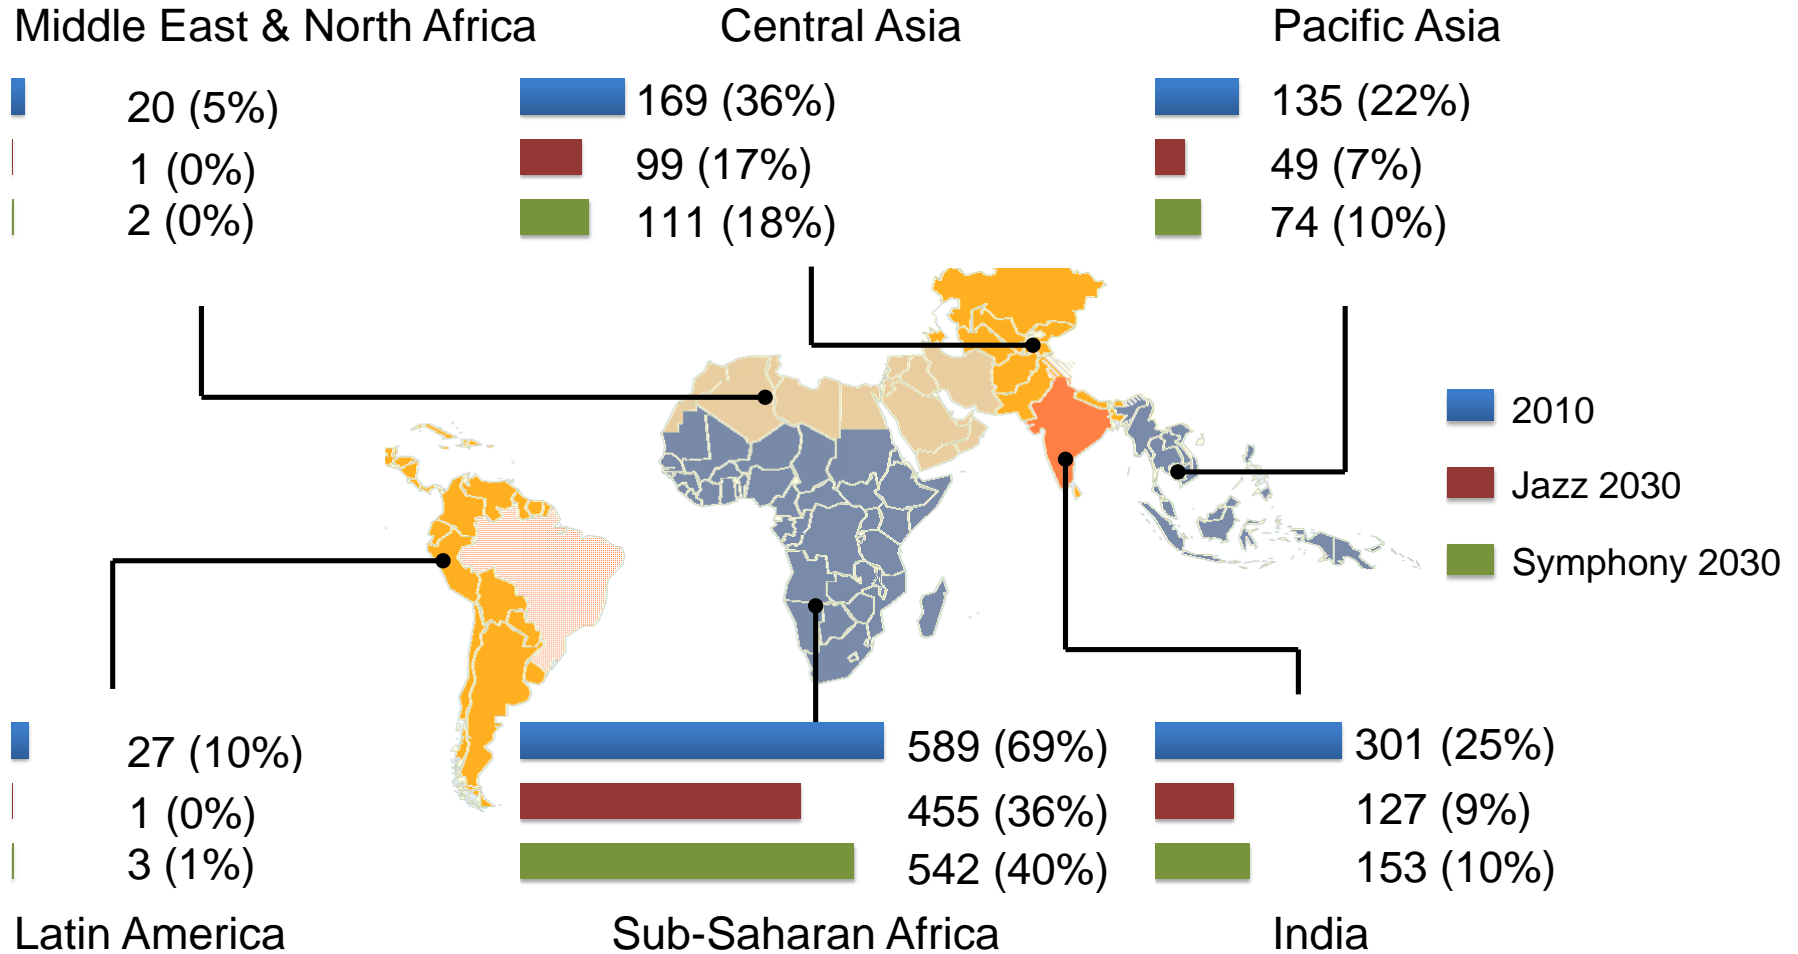 Middle East & North Africa
20 (5%)
1 (0%)
2 (0%)
Central Asia
169 (36%)
99 (17%)
111 (18%)
Pacific Asia
135 (22%)
49 (7%)
74 (10%)
2010
Jazz 2030
Symphony 2030
27 (10%)
1 (0%)
3 (1%)
Latin America
589 (69%)
455 (36%)
542 (40%)
Sub-Saharan Africa
301 (25%)
127 (9%)
153 (10%)
India